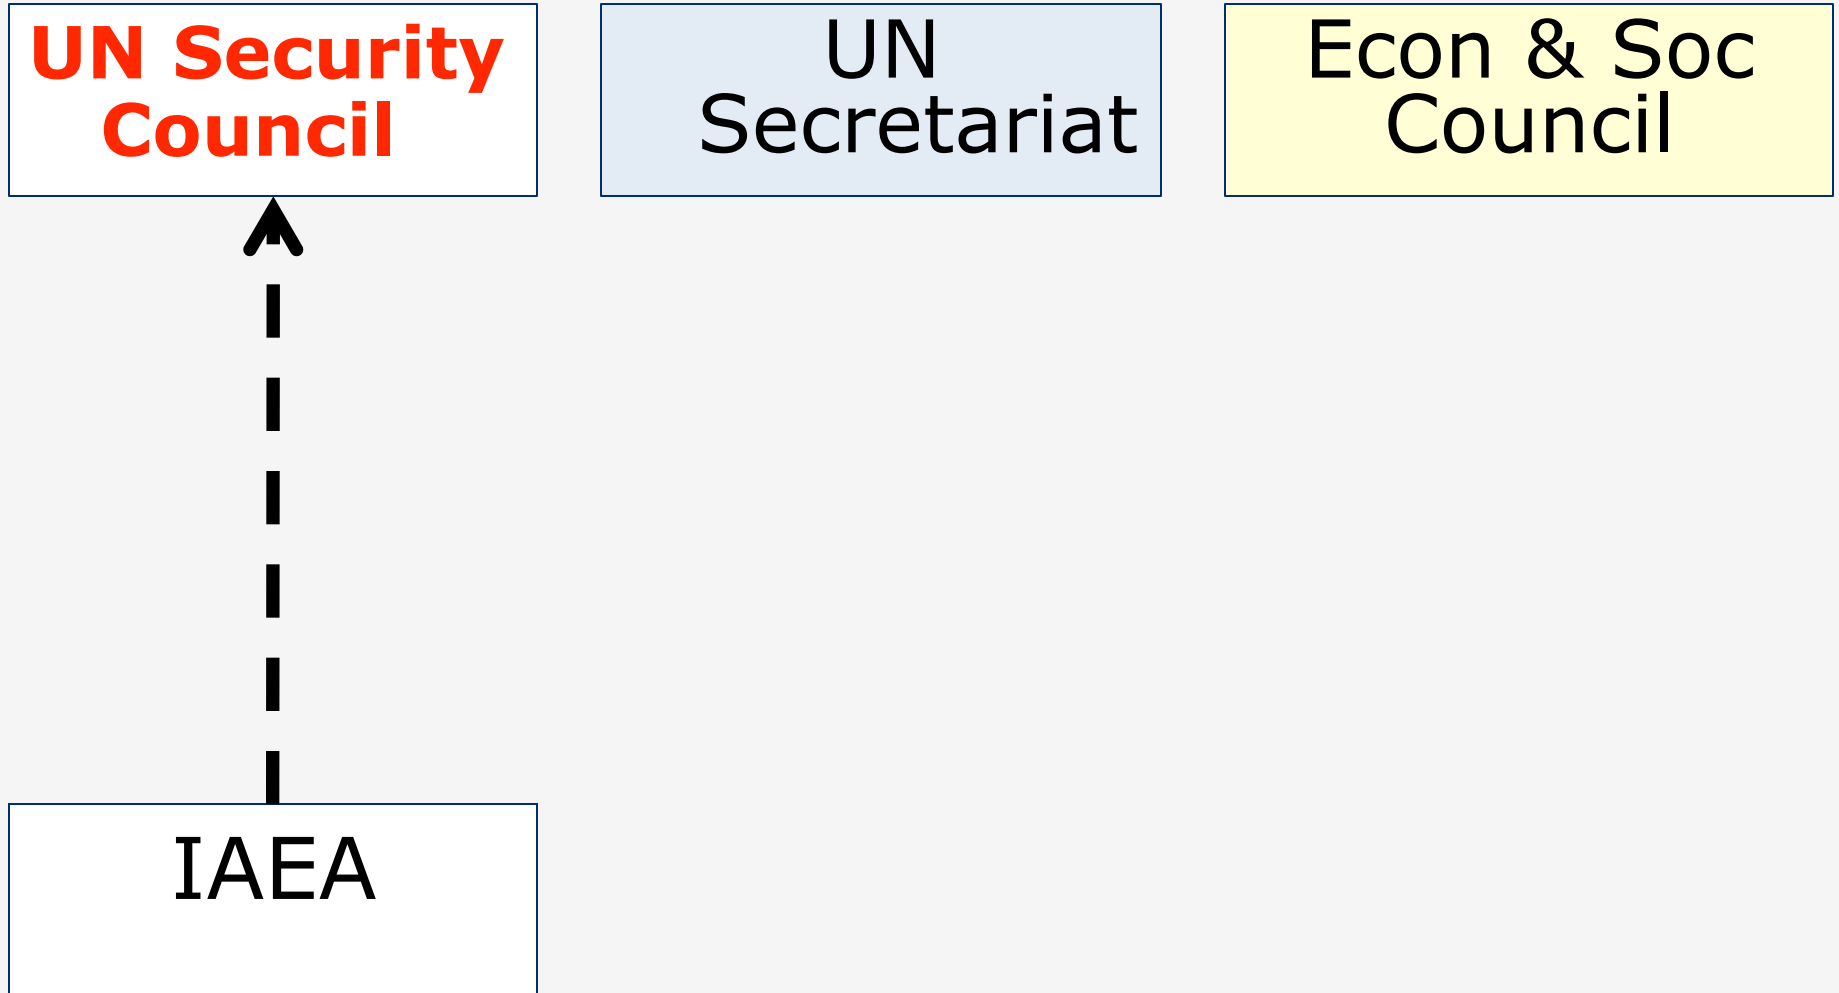 UN Security
Council
UN
Secretariat
Econ & Soc
Council
IAEA